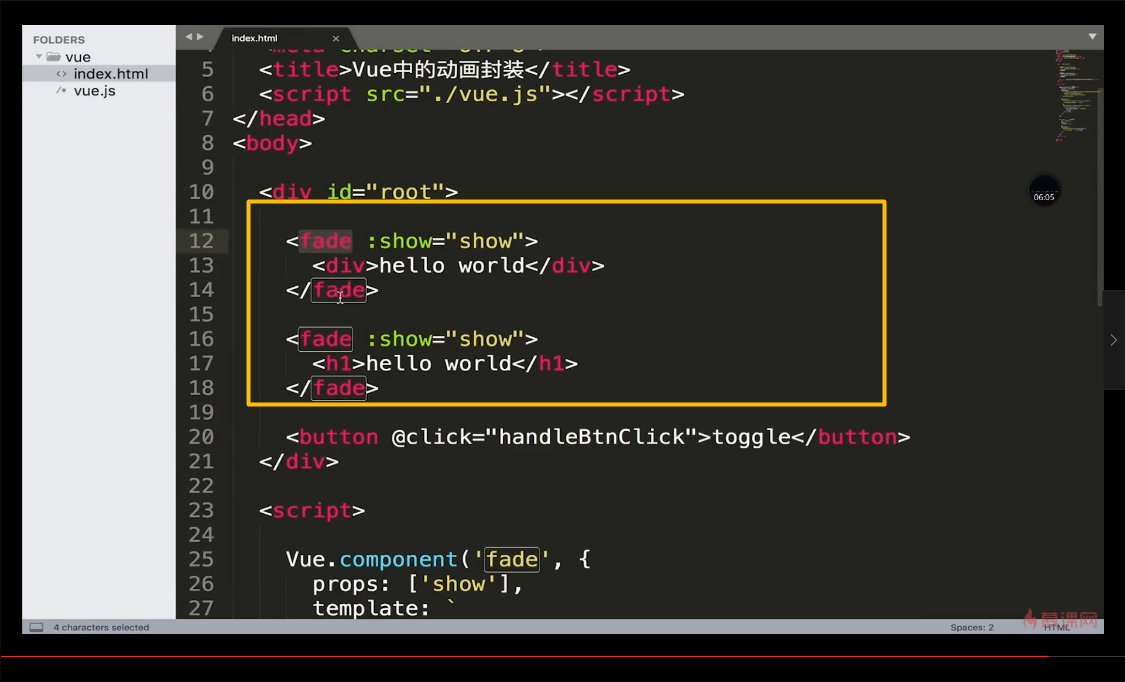 FOLDERS
vue
<> index.html
/* vue.js
index.html ×
5 <title>Vue中的动画封装</title>
6 <script src="./vue.js"></script>
7 </head>
8 <body>
9
10 <div id="root">
11
12 <fade :show="show">
13 <div>hello world</div>
14 </fade>
15
16 <fade :show="show">
17 <h1>hello world</h1>
18 </fade>
19
20 <button @click="handleBtnClick">toggle</button>
21 </div>
22
23 <script>
24
25 Vue.component('fade', {
26 props: ['show'],
27 template: `
06:05
4 characters selected
Spaces: 2
HTML
慕课网